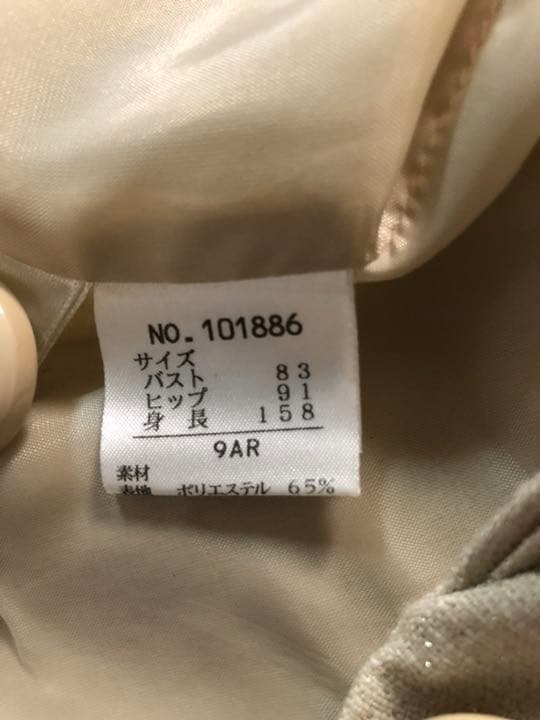 NO. 101886
サイズ
バスト 83
ヒップ 91
身長 158
9AR
素材
表地 ポリエステル 65%